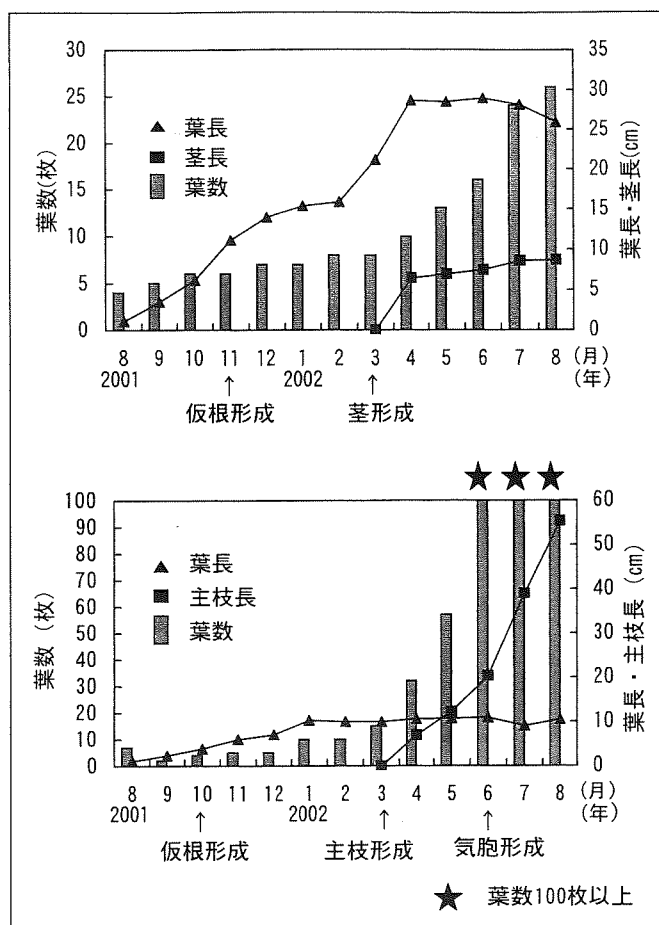 30
25
20
15
10
5
0
葉数(枚)
35
30
25
20
15
10
5
0
葉長・茎長(cm)
葉長
茎長
葉数
8 9 10 11 12 1 2 3 4 5 6 7 8 (月)
2001 2002 (年)
↑ ↑
仮根形成 茎形成
★ ★ ★
100
90
80
70
60
50
40
30
20
10
0
葉数(枚)
60
50
40
30
20
10
0
葉長・主枝長(cm)
葉長
主枝長
葉数
8 9 10 11 12 1 2 3 4 5 6 7 8 (月)
2001 2002 (年)
↑ ↑ ↑
仮根形成 主枝形成 気胞形成
★ 葉数100枚以上